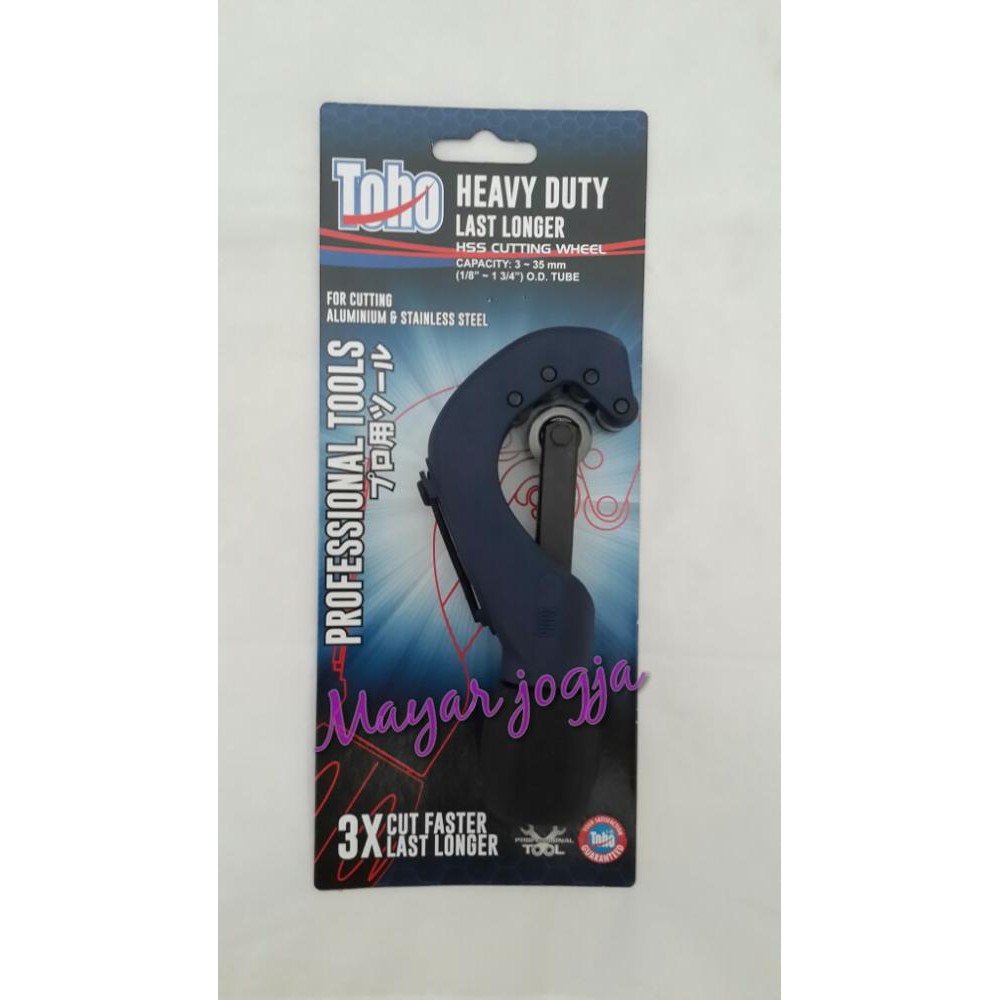 Toho
HEAVY DUTY
LAST LONGER
HSS CUTTING WHEEL
CAPACITY: 3 ~ 35 mm
(1/8" ~ 1 3/4") O.D. TUBE
FOR CUTTING
ALUMINIUM & STAINLESS STEEL
PROFESSIONAL TOOLS
プロ用ツール
Mayar jogja
3X CUT FASTER
LAST LONGER
PROFESSIONAL
TOOL
YOUR SATISFACTION
Toho
GUARANTEED